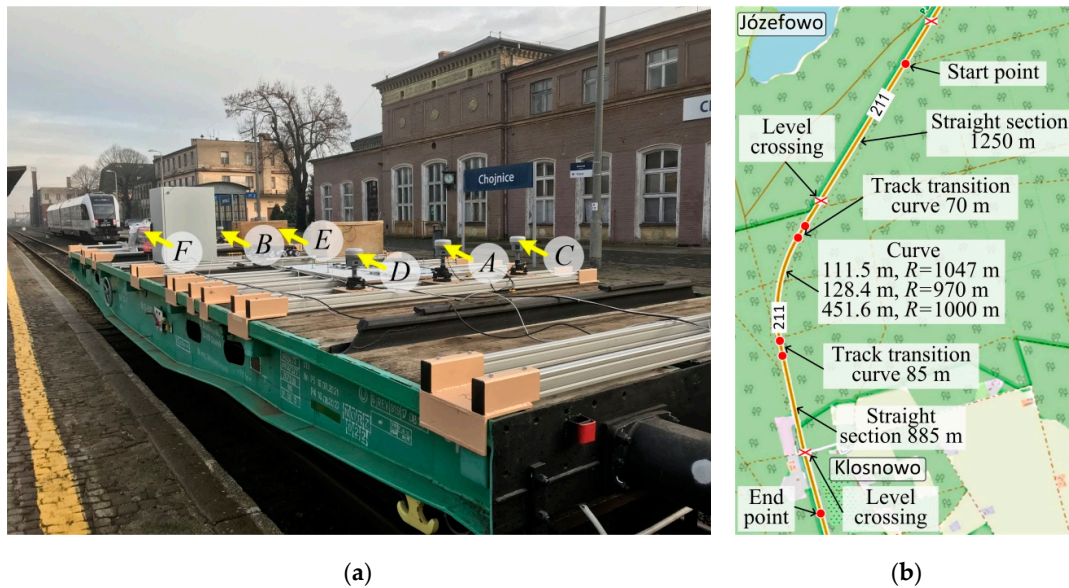 Chojnice
F
B
E
D
A
C
(a)
Józefowo
Start point
211
Straight section
1250 m
Level
crossing
Track transition
curve 70 m
Curve
111.5 m, R=1047 m
128.4 m, R=970 m
451.6 m, R=1000 m
211
Track transition
curve 85 m
Straight
section 885 m
Klosnowo
End
point
Level
crossing
(b)